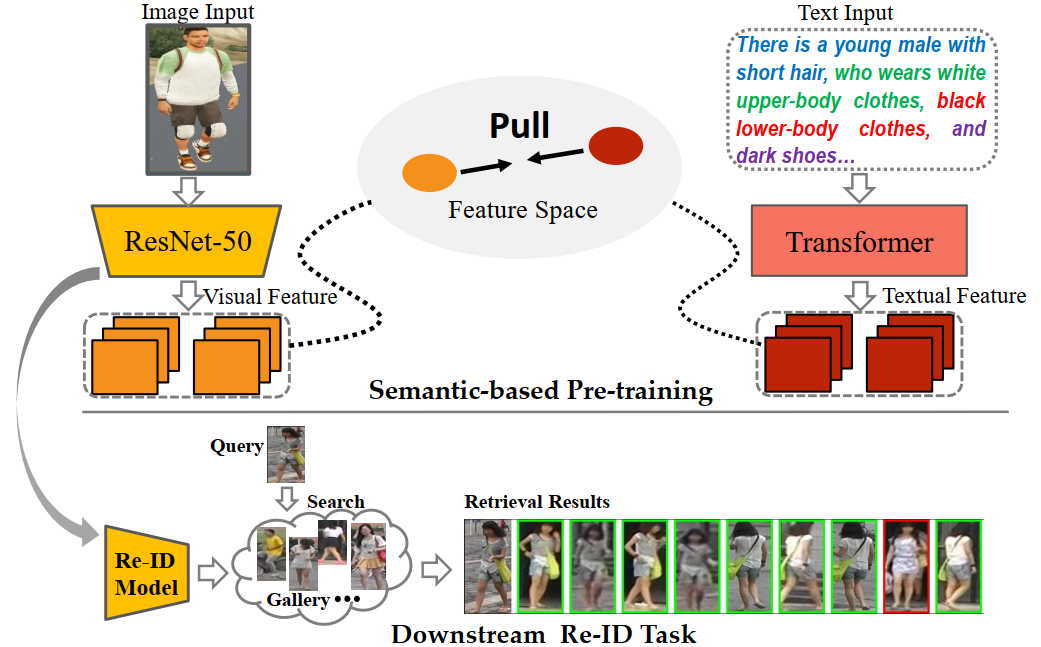 Image Input
Text Input
There is a young male with
short hair, who wears white
upper-body clothes, black
lower-body clothes, and
dark shoes…
Pull
Feature Space
ResNet-50
Transformer
Visual Feature
Textual Feature
Semantic-based Pre-training
Query
Search
Retrieval Results
Re-ID
Model
Gallery •••
Downstream Re-ID Task